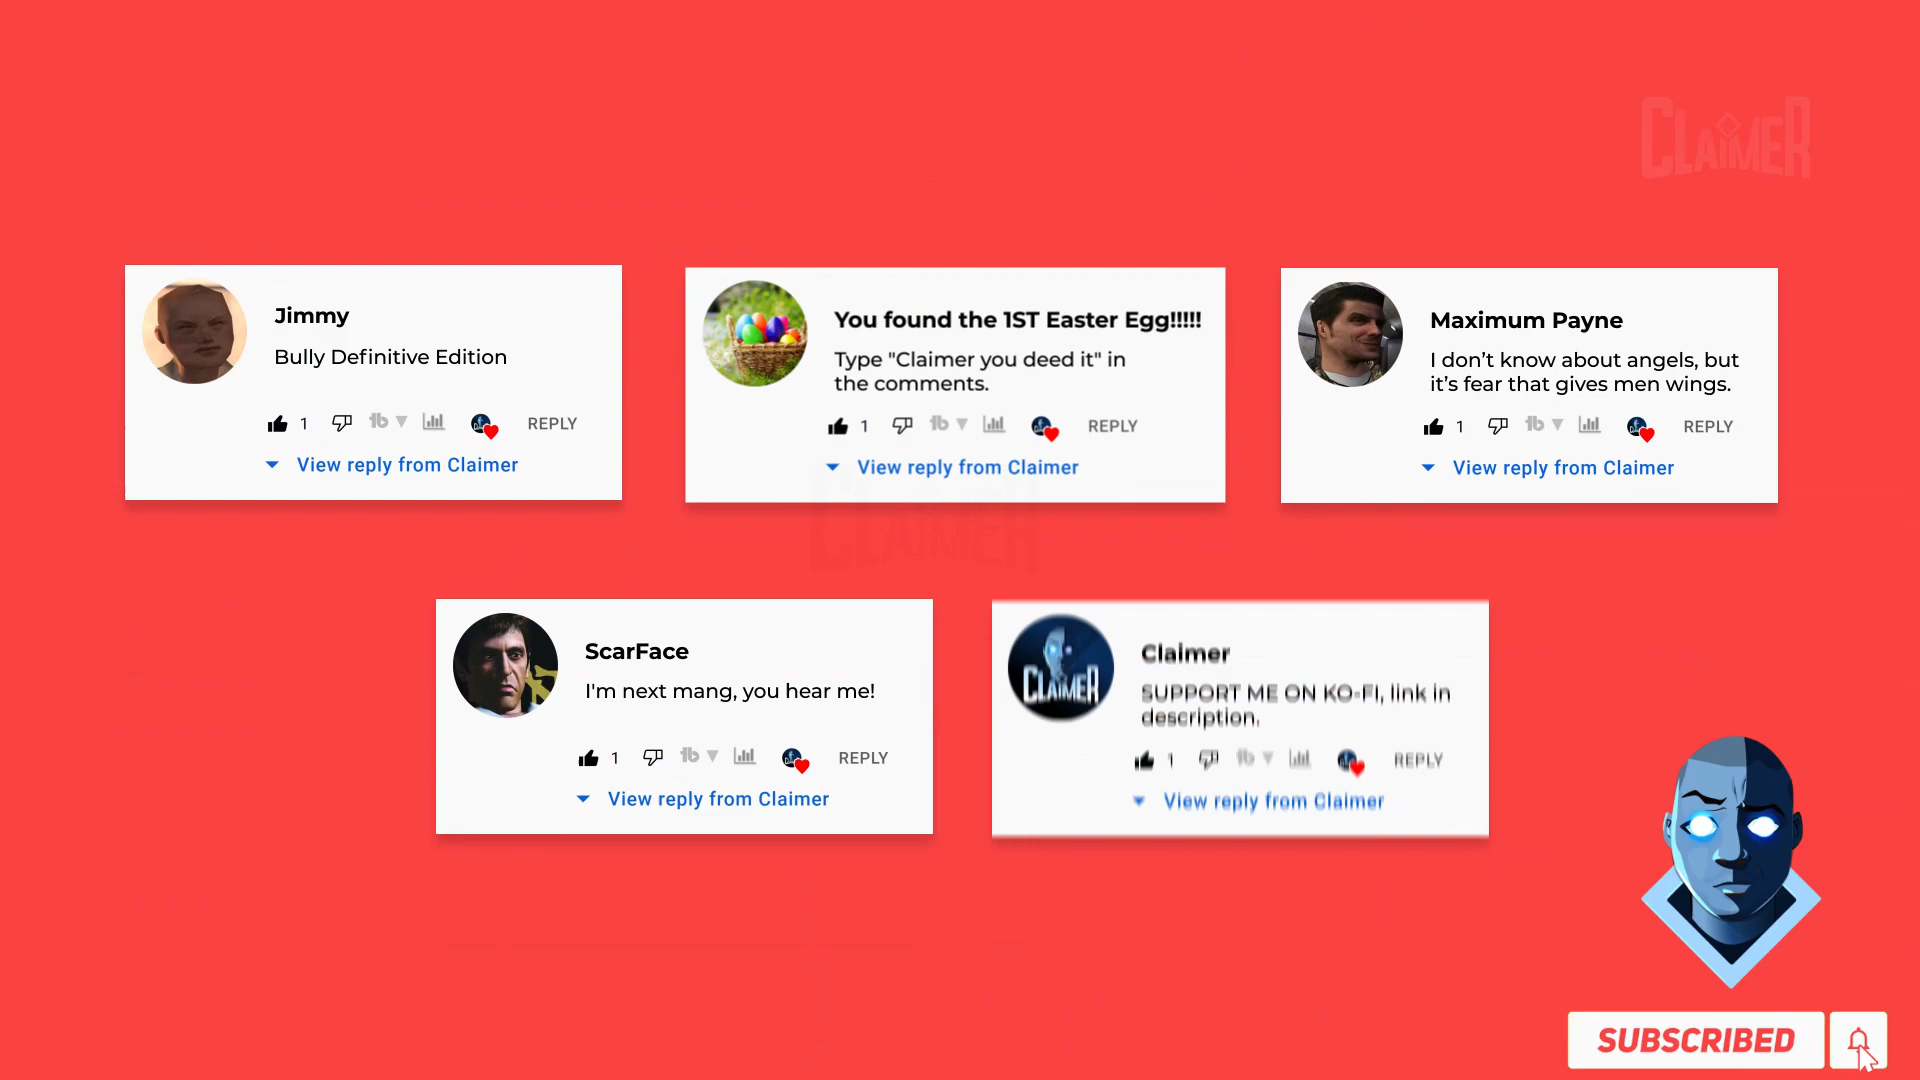 CLAIMER
Jimmy
Bully Definitive Edition
1
REPLY
View reply from Claimer
You found the 1ST Easter Egg!!!!!
Type "Claimer you deed it" in
the comments.
1
REPLY
View reply from Claimer
Maximum Payne
I don’t know about angels, but
it’s fear that gives men wings.
1
REPLY
View reply from Claimer
CLAIMER
ScarFace
I'm next mang, you hear me!
1
REPLY
View reply from Claimer
CLAIMER
Claimer
SUPPORT ME ON KO-FI, link in
description.
1
REPLY
View reply from Claimer
SUBSCRIBED